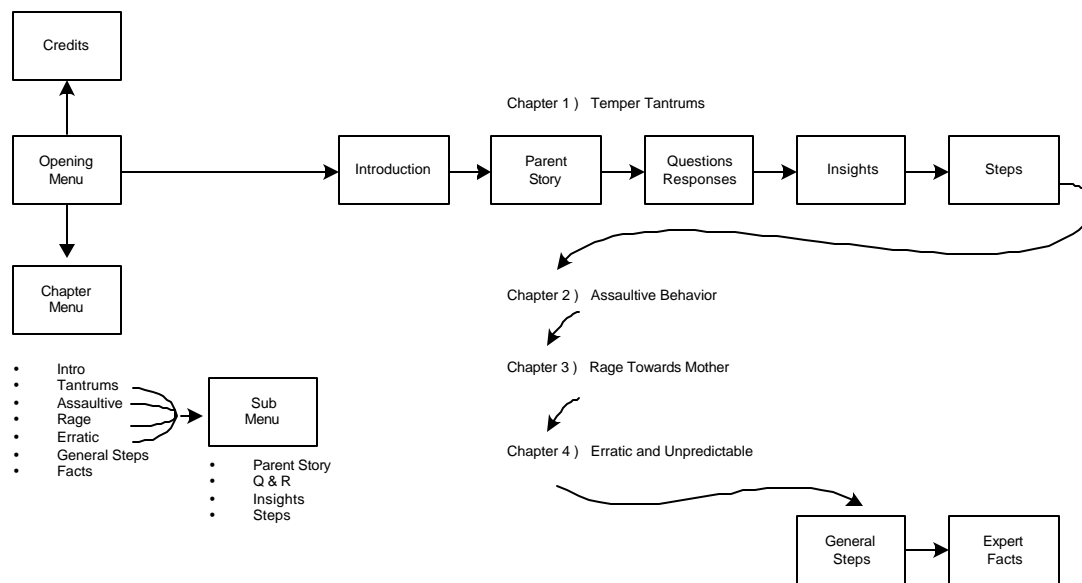 Credits
Chapter 1 )   Temper Tantrums
Opening
Menu
Introduction
Parent
Story
Questions
Responses
Insights
Steps
Chapter
Menu
Chapter 2 )   Assaultive Behavior
Chapter 3 )   Rage Towards Mother
Chapter 4 )   Erratic and Unpredictable
• Intro
• Tantrums
• Assaultive
• Rage
• Erratic
• General Steps
• Facts
Sub
Menu
• Parent Story
• Q & R
• Insights
• Steps
General
Steps
Expert
Facts